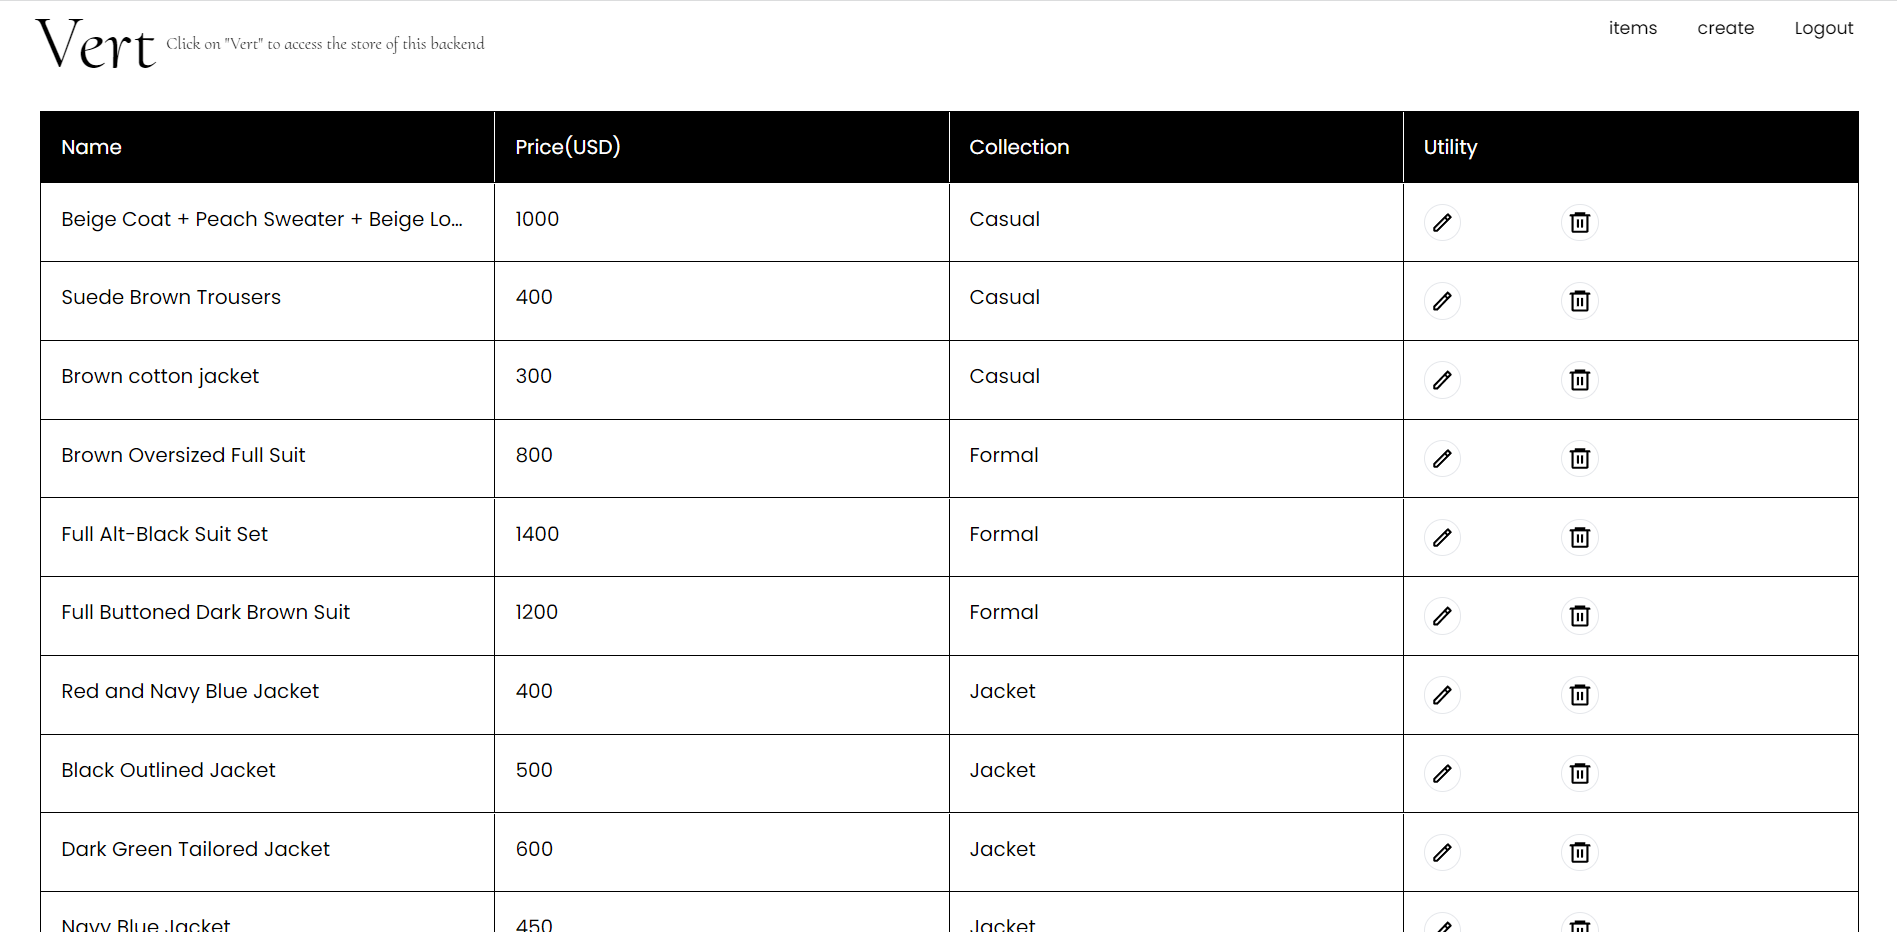 Vert Click on "Vert" to access the store of this backend items create Logout
Name Price(USD) Collection Utility
Beige Coat + Peach Sweater + Beige Lo... 1000 Casual
Suede Brown Trousers 400 Casual
Brown cotton jacket 300 Casual
Brown Oversized Full Suit 800 Formal
Full Alt-Black Suit Set 1400 Formal
Full Buttoned Dark Brown Suit 1200 Formal
Red and Navy Blue Jacket 400 Jacket
Black Outlined Jacket 500 Jacket
Dark Green Tailored Jacket 600 Jacket
Navy Blue Jacket 450 Jacket